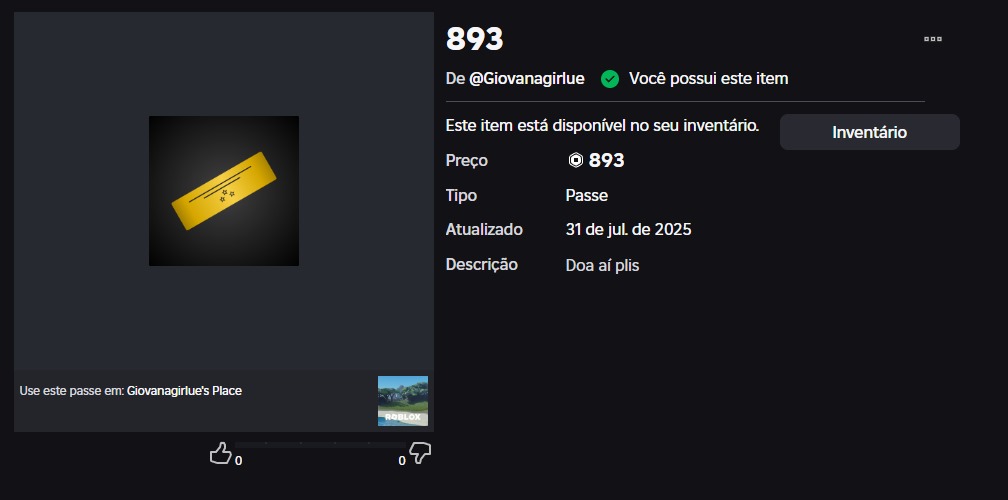 893
De @Giovanagirlue Você possui este item
Este item está disponível no seu inventário.
Inventário
Preço 893
Tipo Passe
Atualizado 31 de jul. de 2025
Descrição Doa aí plis
Use este passe em: Giovanagirlue's Place
ROBLOX
0 0